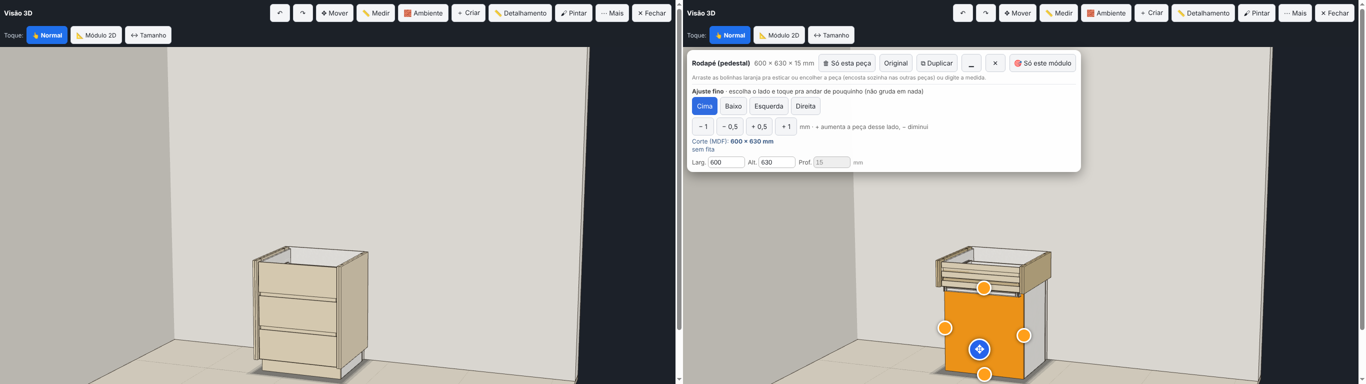 Visão 3D
↶ ↷ ✥ Mover 📏 Medir 🧱 Ambiente + Criar 📏 Detalhamento 🖌 Pintar ⋯ Mais ✕ Fechar
Toque: 👆 Normal 📐 Módulo 2D ↔ Tamanho
Visão 3D
↶ ↷ ✥ Mover 📏 Medir 🧱 Ambiente + Criar 📏 Detalhamento 🖌 Pintar ⋯ Mais ✕ Fechar
Toque: 👆 Normal 📐 Módulo 2D ↔ Tamanho
Rodapé (pedestal) 600 × 630 × 15 mm 🗑 Só esta peça Original ⧉ Duplicar ▁ ✕ 🎯 Só este módulo
Arraste as bolinhas laranja pra esticar ou encolher a peça (encosta sozinha nas outras peças) ou digite a medida.
Ajuste fino · escolha o lado e toque pra andar de pouquinho (não gruda em nada)
Cima Baixo Esquerda Direita
− 1 − 0,5 + 0,5 + 1 mm · + aumenta a peça desse lado, − diminui
Corte (MDF): 600 × 630 mm
sem fita
Larg. 600 Alt. 630 Prof. 15 mm